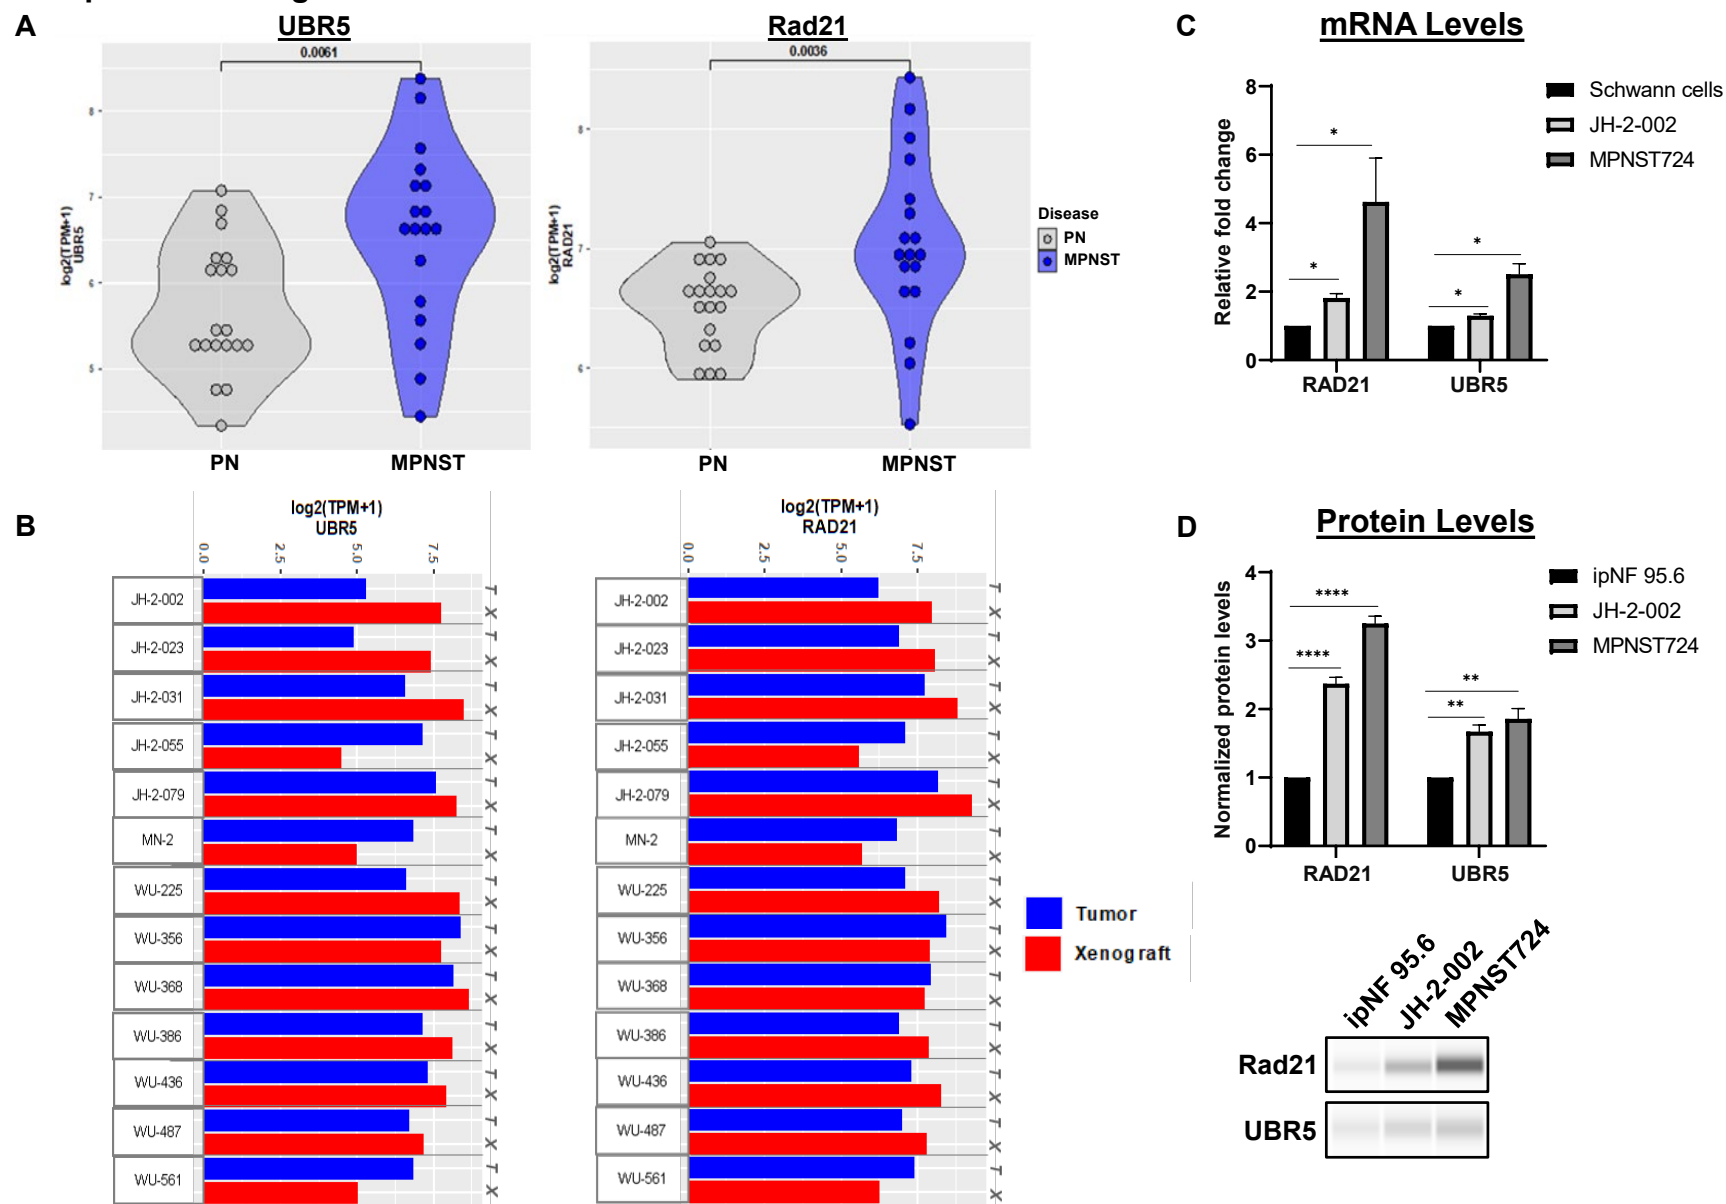 A
UBR5
Rad21
C
mRNA Levels
0.0061
0.0036
log2(TPM+1)
UBR5
8
7
6
5
PN
MPNST
log2(TPM+1)
RAD21
8
7
6
PN
MPNST
Disease
PN
MPNST
Relative fold change
8
6
4
2
0
*
*
*
*
RAD21
UBR5
Schwann cells
JH-2-002
MPNST724
B
log2(TPM+1)
UBR5
0.0
2.5
5.0
7.5
JH-2-002
T
X
JH-2-023
T
X
JH-2-031
T
X
JH-2-055
T
X
JH-2-079
T
X
MN-2
T
X
WU-225
T
X
WU-356
T
X
WU-368
T
X
WU-386
T
X
WU-436
T
X
WU-487
T
X
WU-561
T
X
log2(TPM+1)
RAD21
0.0
2.5
5.0
7.5
JH-2-002
T
X
JH-2-023
T
X
JH-2-031
T
X
JH-2-055
T
X
JH-2-079
T
X
MN-2
T
X
WU-225
T
X
WU-356
T
X
WU-368
T
X
WU-386
T
X
WU-436
T
X
WU-487
T
X
WU-561
T
X
Tumor
Xenograft
D
Protein Levels
Normalized protein levels
4
3
2
1
0
****
****
**
**
RAD21
UBR5
ipNF 95.6
JH-2-002
MPNST724
ipNF 95.6
JH-2-002
MPNST724
Rad21
UBR5